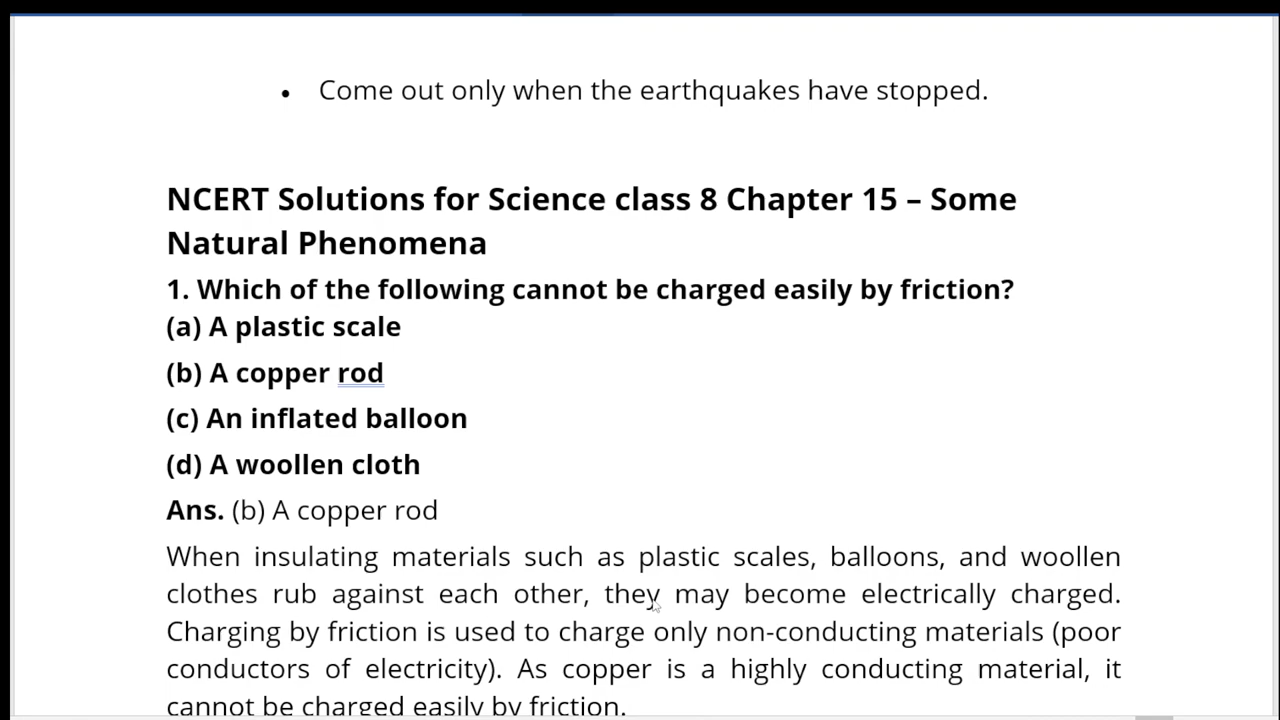 • Come out only when the earthquakes have stopped.
NCERT Solutions for Science class 8 Chapter 15 – Some
Natural Phenomena
1. Which of the following cannot be charged easily by friction?
(a) A plastic scale
(b) A copper rod
(c) An inflated balloon
(d) A woollen cloth
Ans. (b) A copper rod
When insulating materials such as plastic scales, balloons, and woollen
clothes rub against each other, they may become electrically charged.
Charging by friction is used to charge only non-conducting materials (poor
conductors of electricity). As copper is a highly conducting material, it
cannot be charged easily by friction.